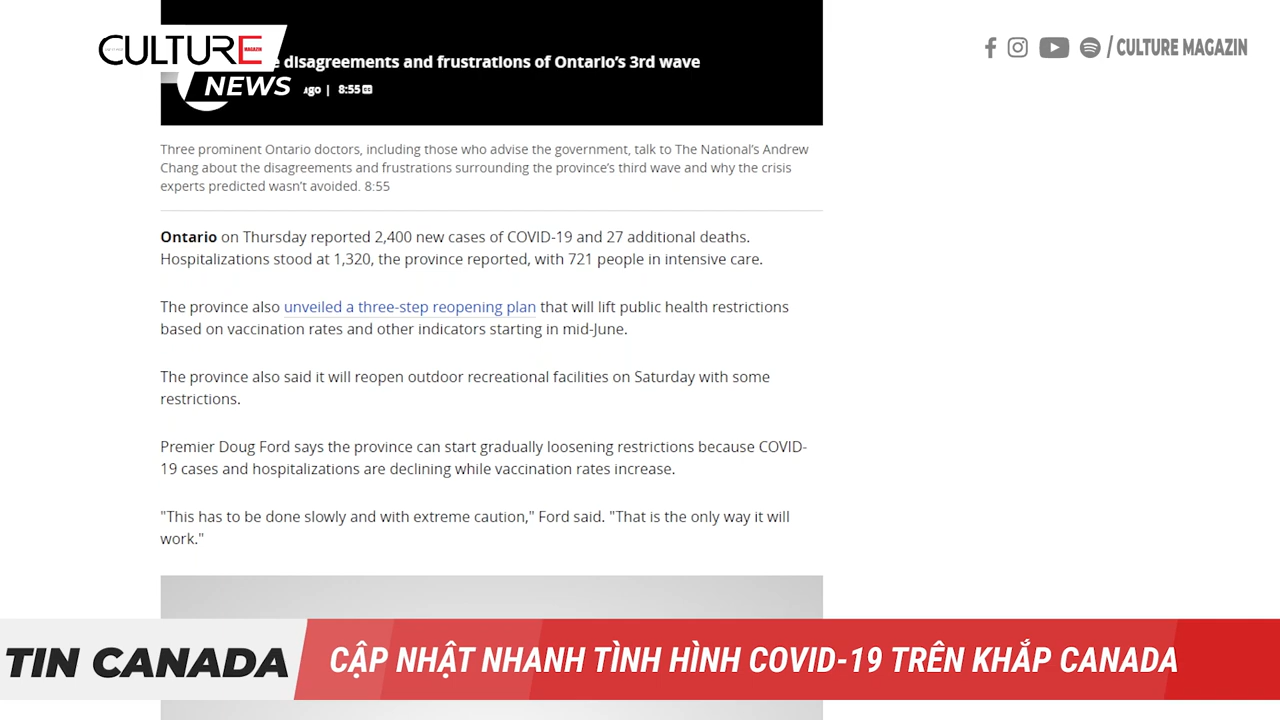 CULTURE
MAGAZIN
NEWS
/ CULTURE MAGAZIN
disagreements and frustrations of Ontario's 3rd wave
ago | 8:55
Three prominent Ontario doctors, including those who advise the government, talk to The National's Andrew
Chang about the disagreements and frustrations surrounding the province's third wave and why the crisis
experts predicted wasn't avoided. 8:55
Ontario on Thursday reported 2,400 new cases of COVID-19 and 27 additional deaths.
Hospitalizations stood at 1,320, the province reported, with 721 people in intensive care.
The province also unveiled a three-step reopening plan that will lift public health restrictions
based on vaccination rates and other indicators starting in mid-June.
The province also said it will reopen outdoor recreational facilities on Saturday with some
restrictions.
Premier Doug Ford says the province can start gradually loosening restrictions because COVID-
19 cases and hospitalizations are declining while vaccination rates increase.
"This has to be done slowly and with extreme caution," Ford said. "That is the only way it will
work."
TIN CANADA
CẬP NHẬT NHANH TÌNH HÌNH COVID-19 TRÊN KHẮP CANADA